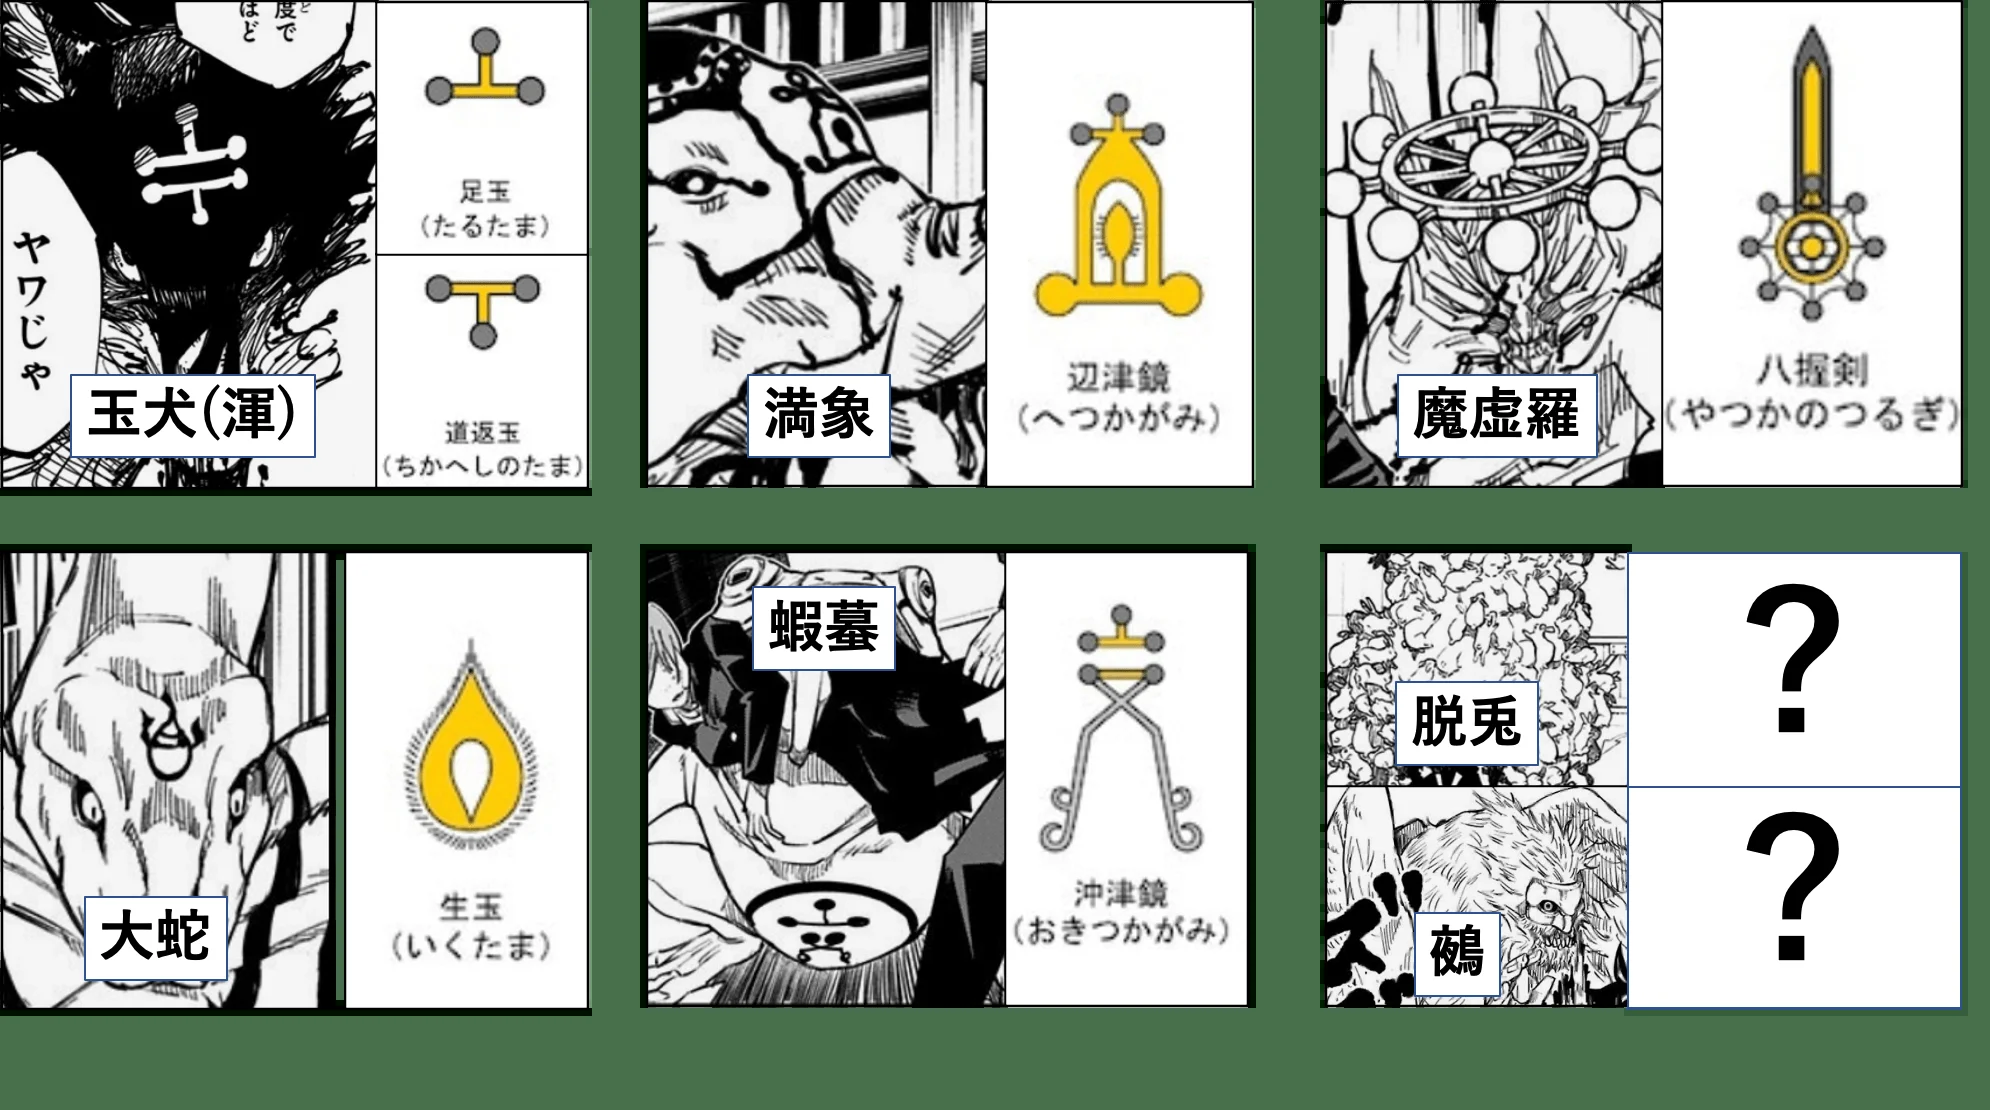 度で
はど
ヤワじゃ
玉犬(渾)
足玉
(たるたま)
道返玉
(ちかへしのたま)
満象
辺津鏡
(へつかがみ)
魔虚羅
八握剣
(やつかのつるぎ)
大蛇
生玉
(いくたま)
蝦蟇
沖津鏡
(おきつかがみ)
脱兎
?
鵺
?